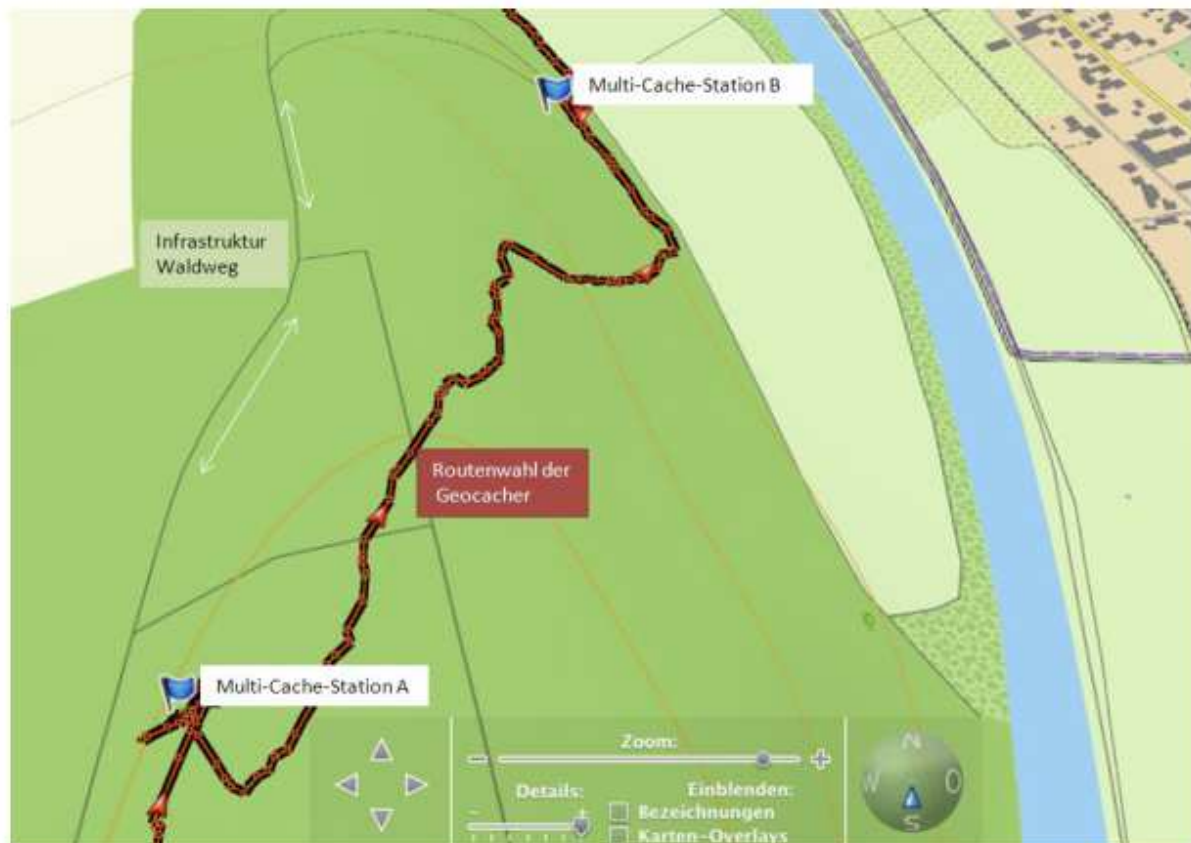 Multi-Cache-Station B
Infrastruktur
Waldweg
Routenwahl der
Geocacher
Multi-Cache-Station A
Zoom:
− +
Details:
− +
Einblenden:
Bezeichnungen
Karten-Overlays
N
W O
S